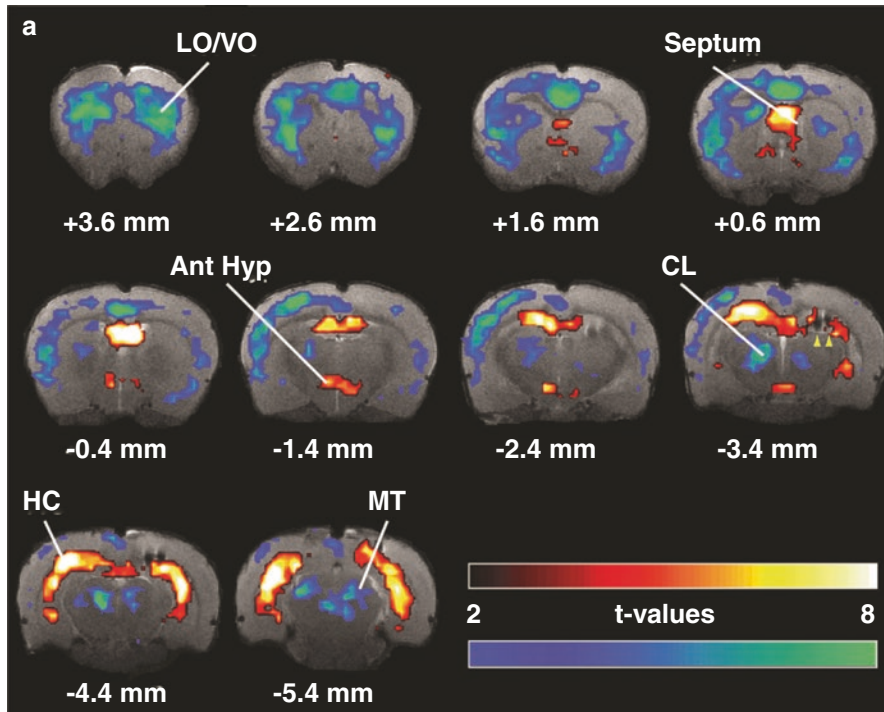 a
LO/VO
Septum
+3.6 mm
+2.6 mm
+1.6 mm
+0.6 mm
Ant Hyp
CL
-0.4 mm
-1.4 mm
-2.4 mm
-3.4 mm
HC
MT
2
t-values
8
-4.4 mm
-5.4 mm